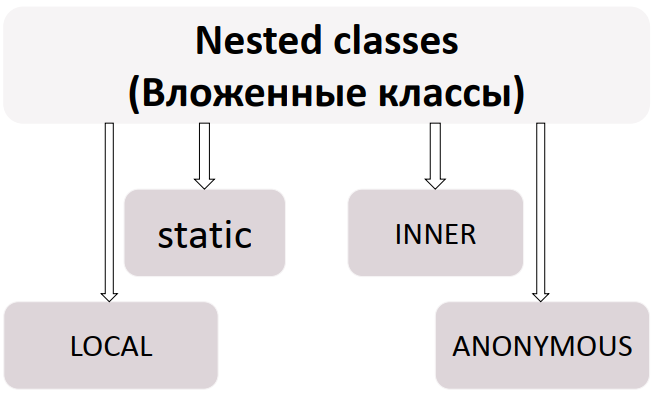 Nested classes
(Вложенные классы)
static
INNER
LOCAL
ANONYMOUS